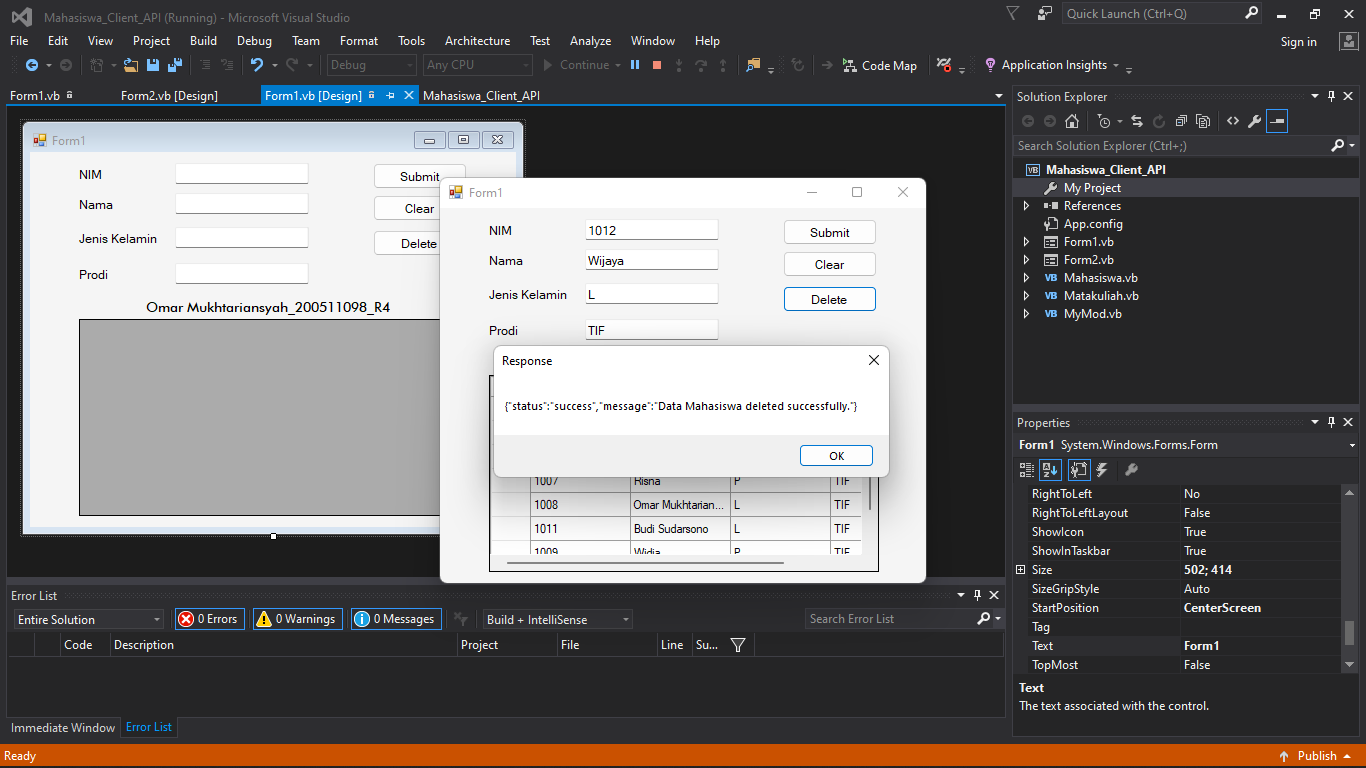 Mahasiswa_Client_API (Running) - Microsoft Visual Studio
Quick Launch (Ctrl+Q)
File Edit View Project Build Debug Team Format Tools Architecture Test Analyze Window Help
Sign in
Debug Any CPU Continue Code Map Application Insights
Form1.vb Form2.vb [Design] Form1.vb [Design] Mahasiswa_Client_API
Form1
NIM
Submit
Nama
Clear
Jenis Kelamin
Delete
Prodi
Omar Mukhtariansyah_200511098_R4
Form1
NIM 1012 Submit
Nama Wijaya Clear
Jenis Kelamin L Delete
Prodi TIF
Response
{"status":"success","message":"Data Mahasiswa deleted successfully."}
OK
1007 Risna P TIF
1008 Omar Mukhtarian... L TIF
1011 Budi Sudarsono L TIF
1009 Widia P TIF
Solution Explorer
Search Solution Explorer (Ctrl+;)
Mahasiswa_Client_API
My Project
References
App.config
Form1.vb
Form2.vb
VB Mahasiswa.vb
VB Matakuliah.vb
VB MyMod.vb
Properties
Form1 System.Windows.Forms.Form
RightToLeft No
RightToLeftLayout False
ShowIcon True
ShowInTaskbar True
Size 502; 414
SizeGripStyle Auto
StartPosition CenterScreen
Tag
Text Form1
TopMost False
Text
The text associated with the control.
Error List
Entire Solution 0 Errors 0 Warnings 0 Messages Build + IntelliSense Search Error List
Code Description Project File Line Su...
Immediate Window Error List
Ready Publish